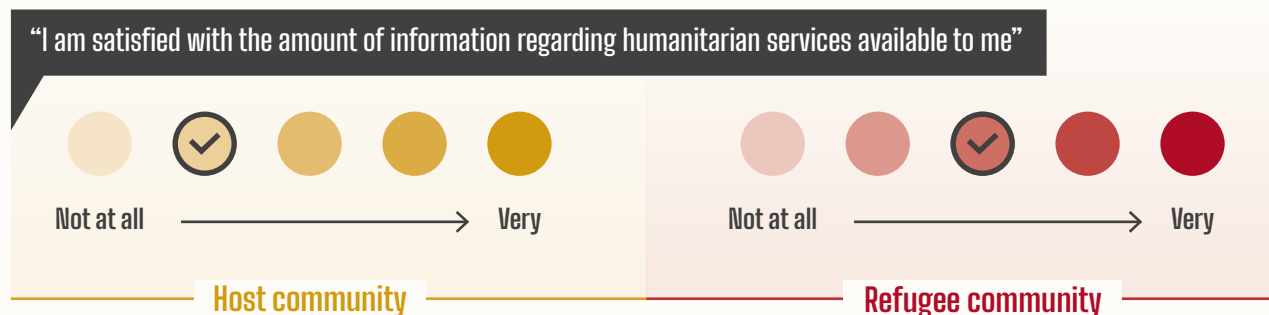 “I am satisfied with the amount of information regarding humanitarian services available to me”
Not at all
Very
Host community
Not at all
Very
Refugee community